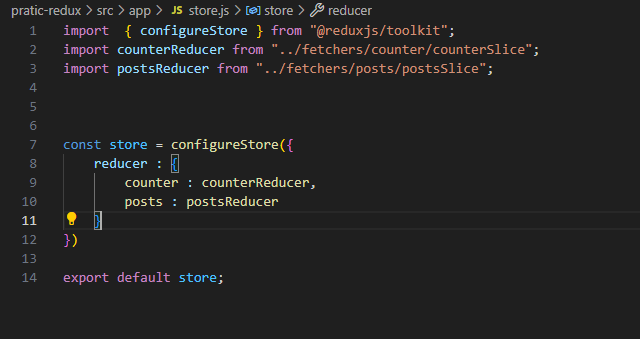 pratic-redux > src > app > JS store.js > store > reducer
1 import  { configureStore } from "@reduxjs/toolkit";
2 import counterReducer from "../fetchers/counter/counterSlice";
3 import postsReducer from "../fetchers/posts/postsSlice";
4
5
6
7 const store = configureStore({
8     reducer : {
9         counter : counterReducer,
10         posts : postsReducer
11     }
12 })
13
14 export default store;